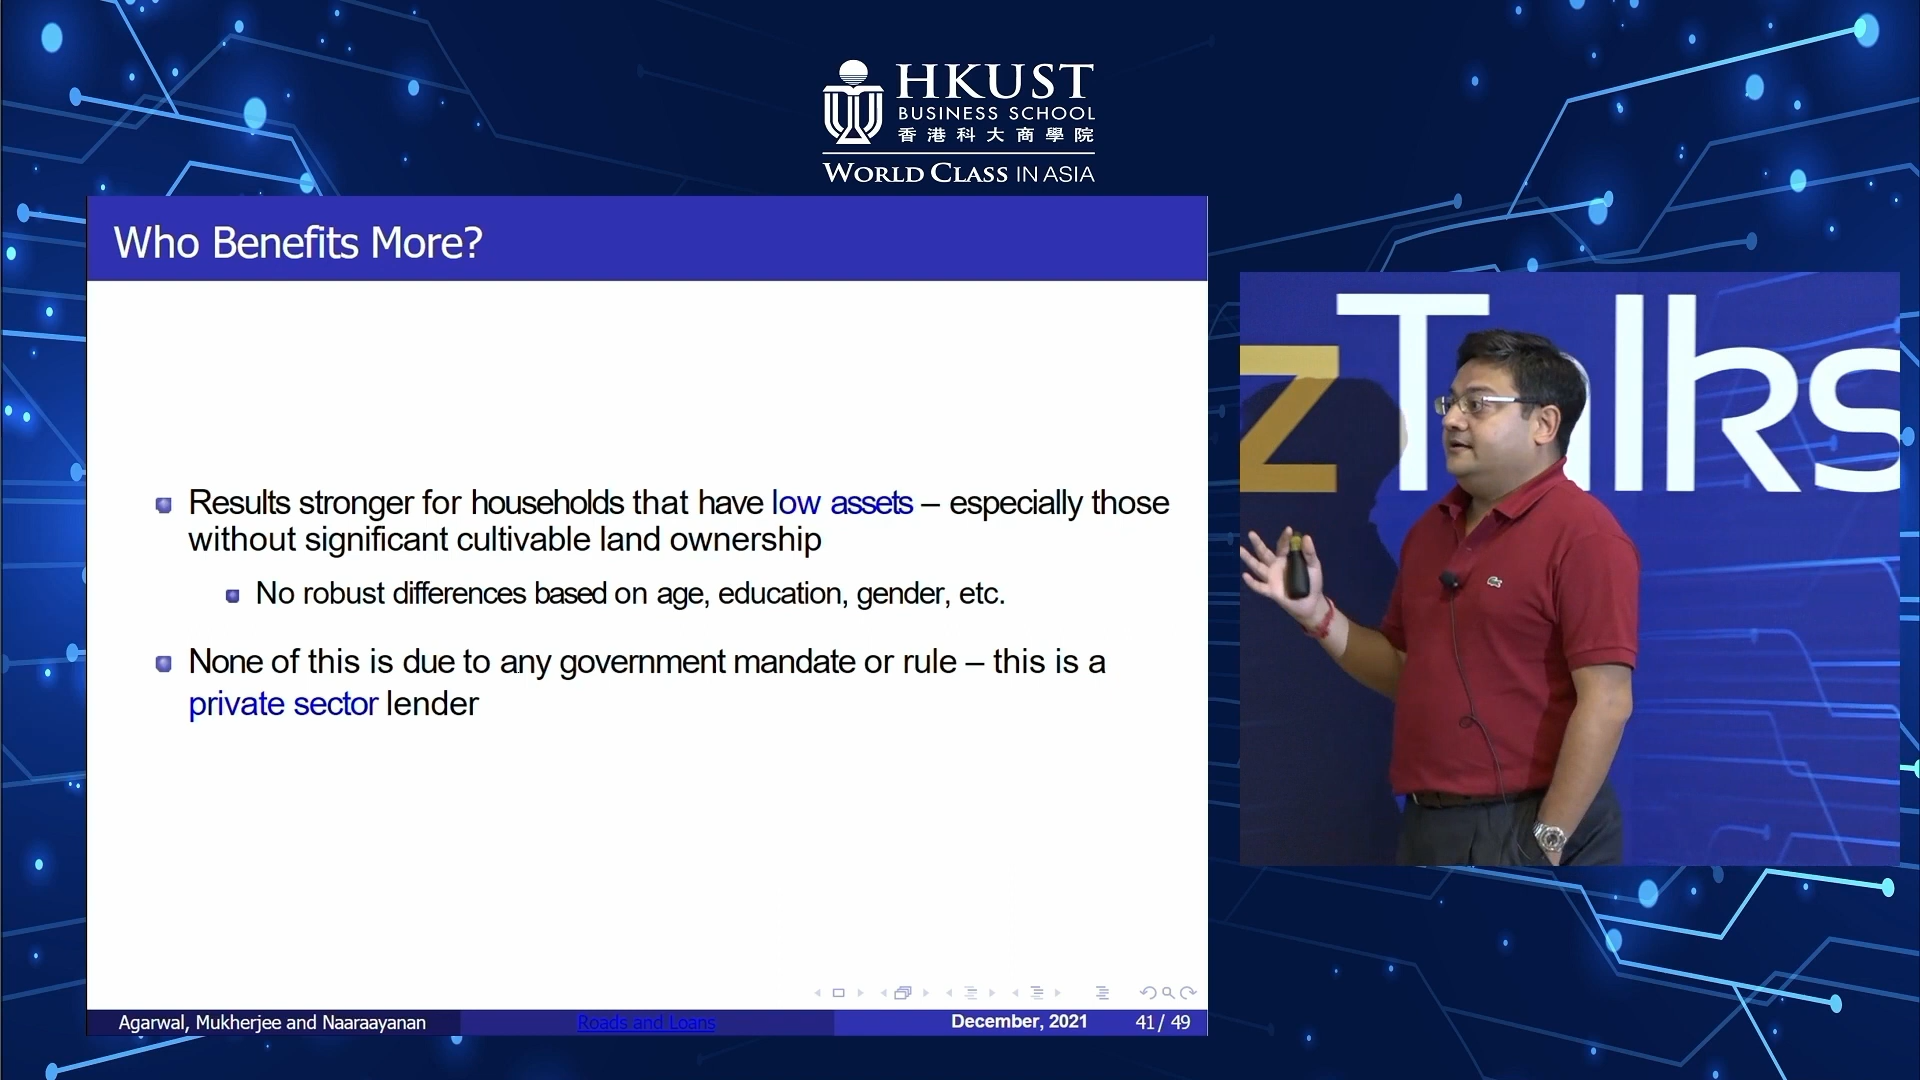 HKUST
BUSINESS SCHOOL
香港科大商學院
WORLD CLASS IN ASIA
Who Benefits More?
Results stronger for households that have low assets – especially those
without significant cultivable land ownership
No robust differences based on age, education, gender, etc.
None of this is due to any government mandate or rule – this is a
private sector lender
Agarwal, Mukherjee and Naaraayanan
Roads and Loans
December, 2021
41/ 49
z Talks